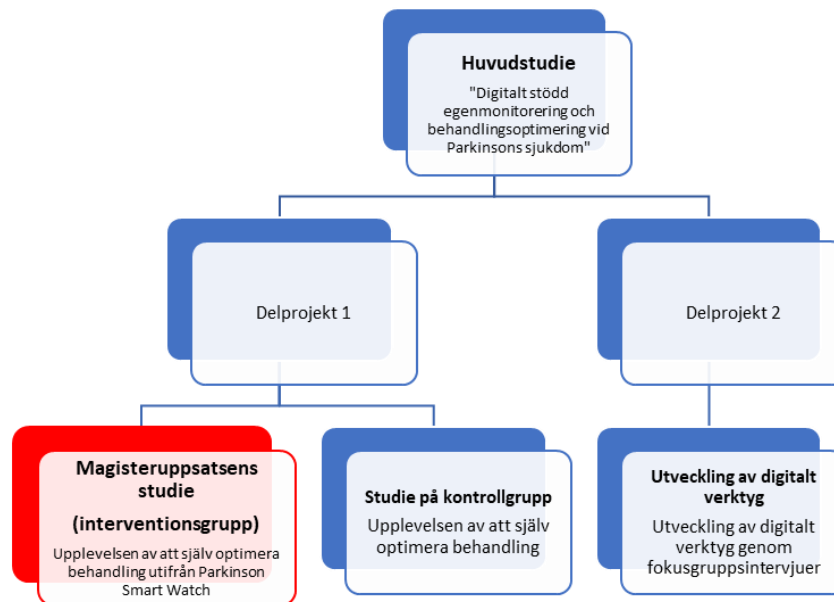 Huvudstudie
"Digitalt stödd
egenmonitorering och
behandlingsoptimering vid
Parkinsons sjukdom"
Delprojekt 1
Delprojekt 2
Magisteruppsatsens
studie
(interventionsgrupp)
Upplevelsen av att själv optimera
behandling utifrån Parkinson
Smart Watch
Studie på kontrollgrupp
Upplevelsen av att själv
optimera behandling
Utveckling av digitalt
verktyg
Utveckling av digitalt
verktyg genom
fokusgruppsintervjuer